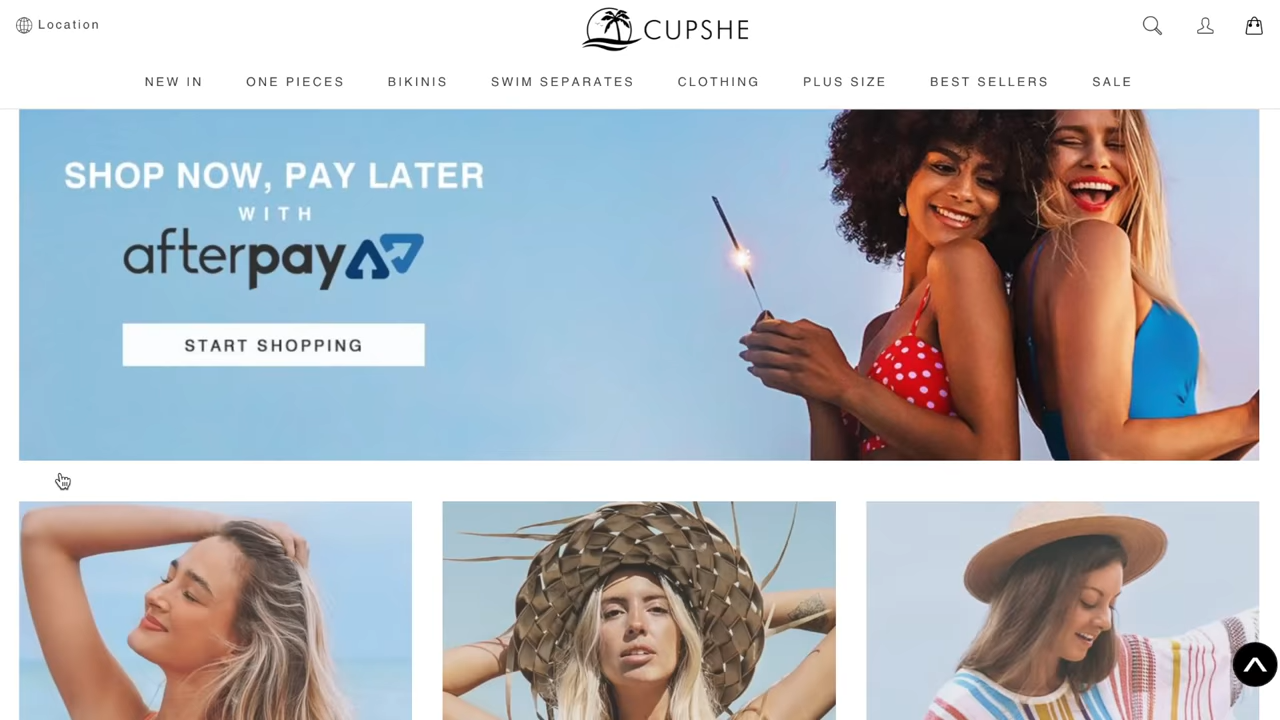 Location
CUPSHE
NEW IN ONE PIECES BIKINIS SWIM SEPARATES CLOTHING PLUS SIZE BEST SELLERS SALE
SHOP NOW, PAY LATER
WITH
afterpay
START SHOPPING